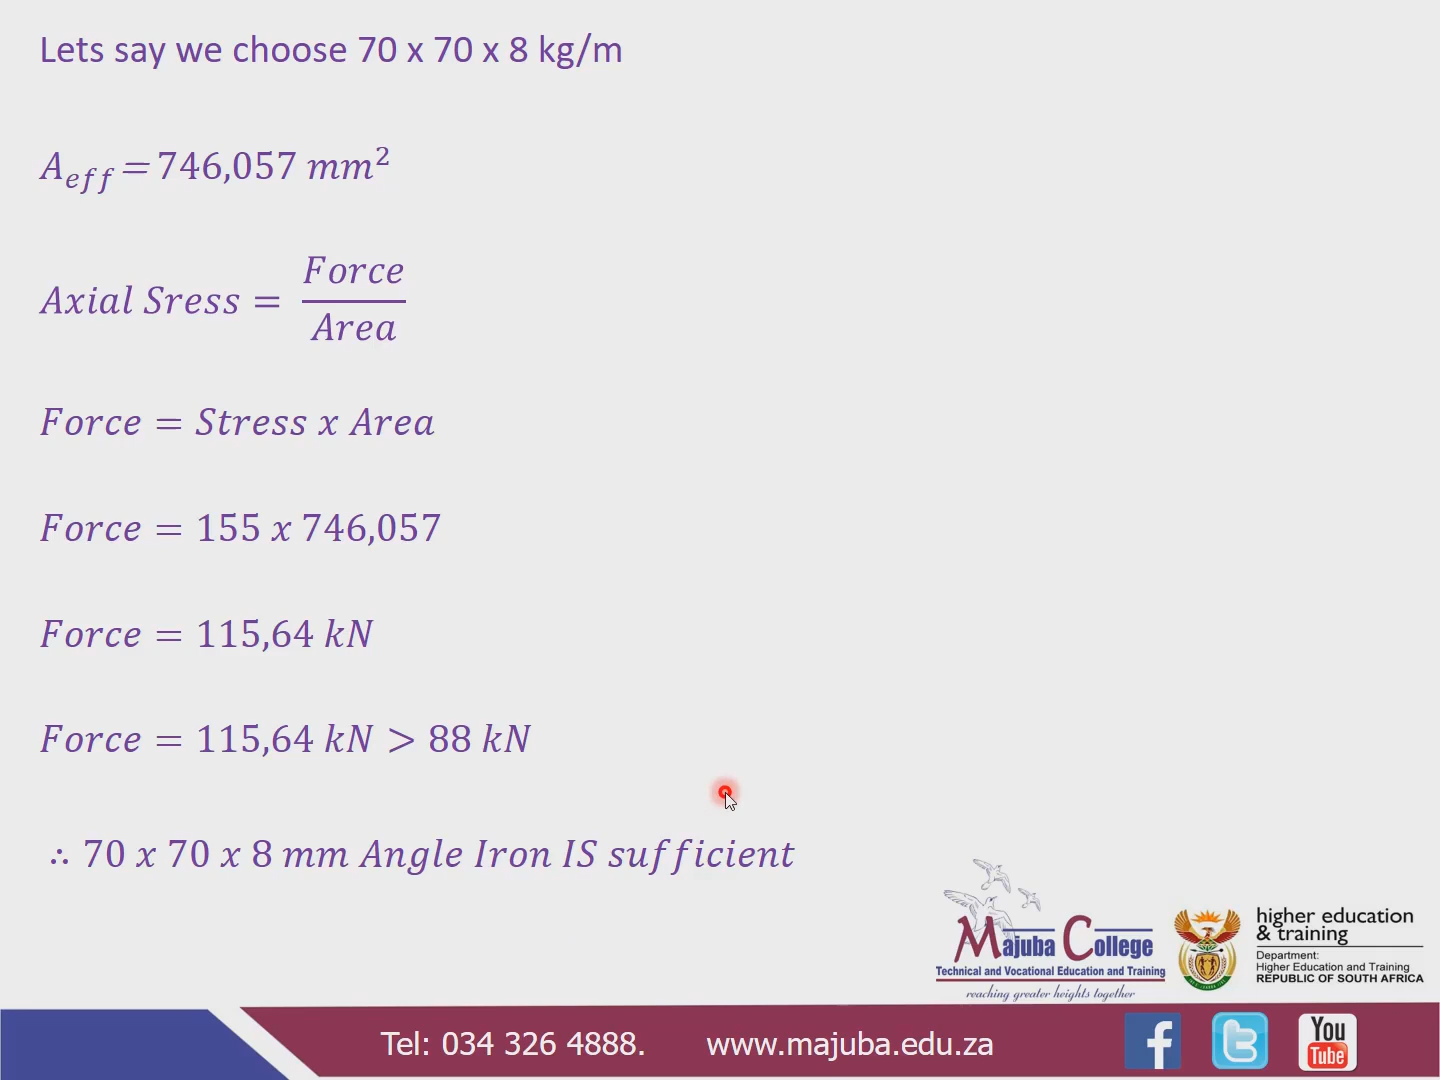 Lets say we choose 70 x 70 x 8 kg/m
A_eff = 746,057 mm²
Axial Sress = Force / Area
Force = Stress x Area
Force = 155 x 746,057
Force = 115,64 kN
Force = 115,64 kN > 88 kN
∴ 70 x 70 x 8 mm Angle Iron IS sufficient
Majuba College
Technical and Vocational Education and Training
reaching greater heights together
higher education
& training
Department:
Higher Education and Training
REPUBLIC OF SOUTH AFRICA
Tel: 034 326 4888. www.majuba.edu.za
f
t
You
Tube